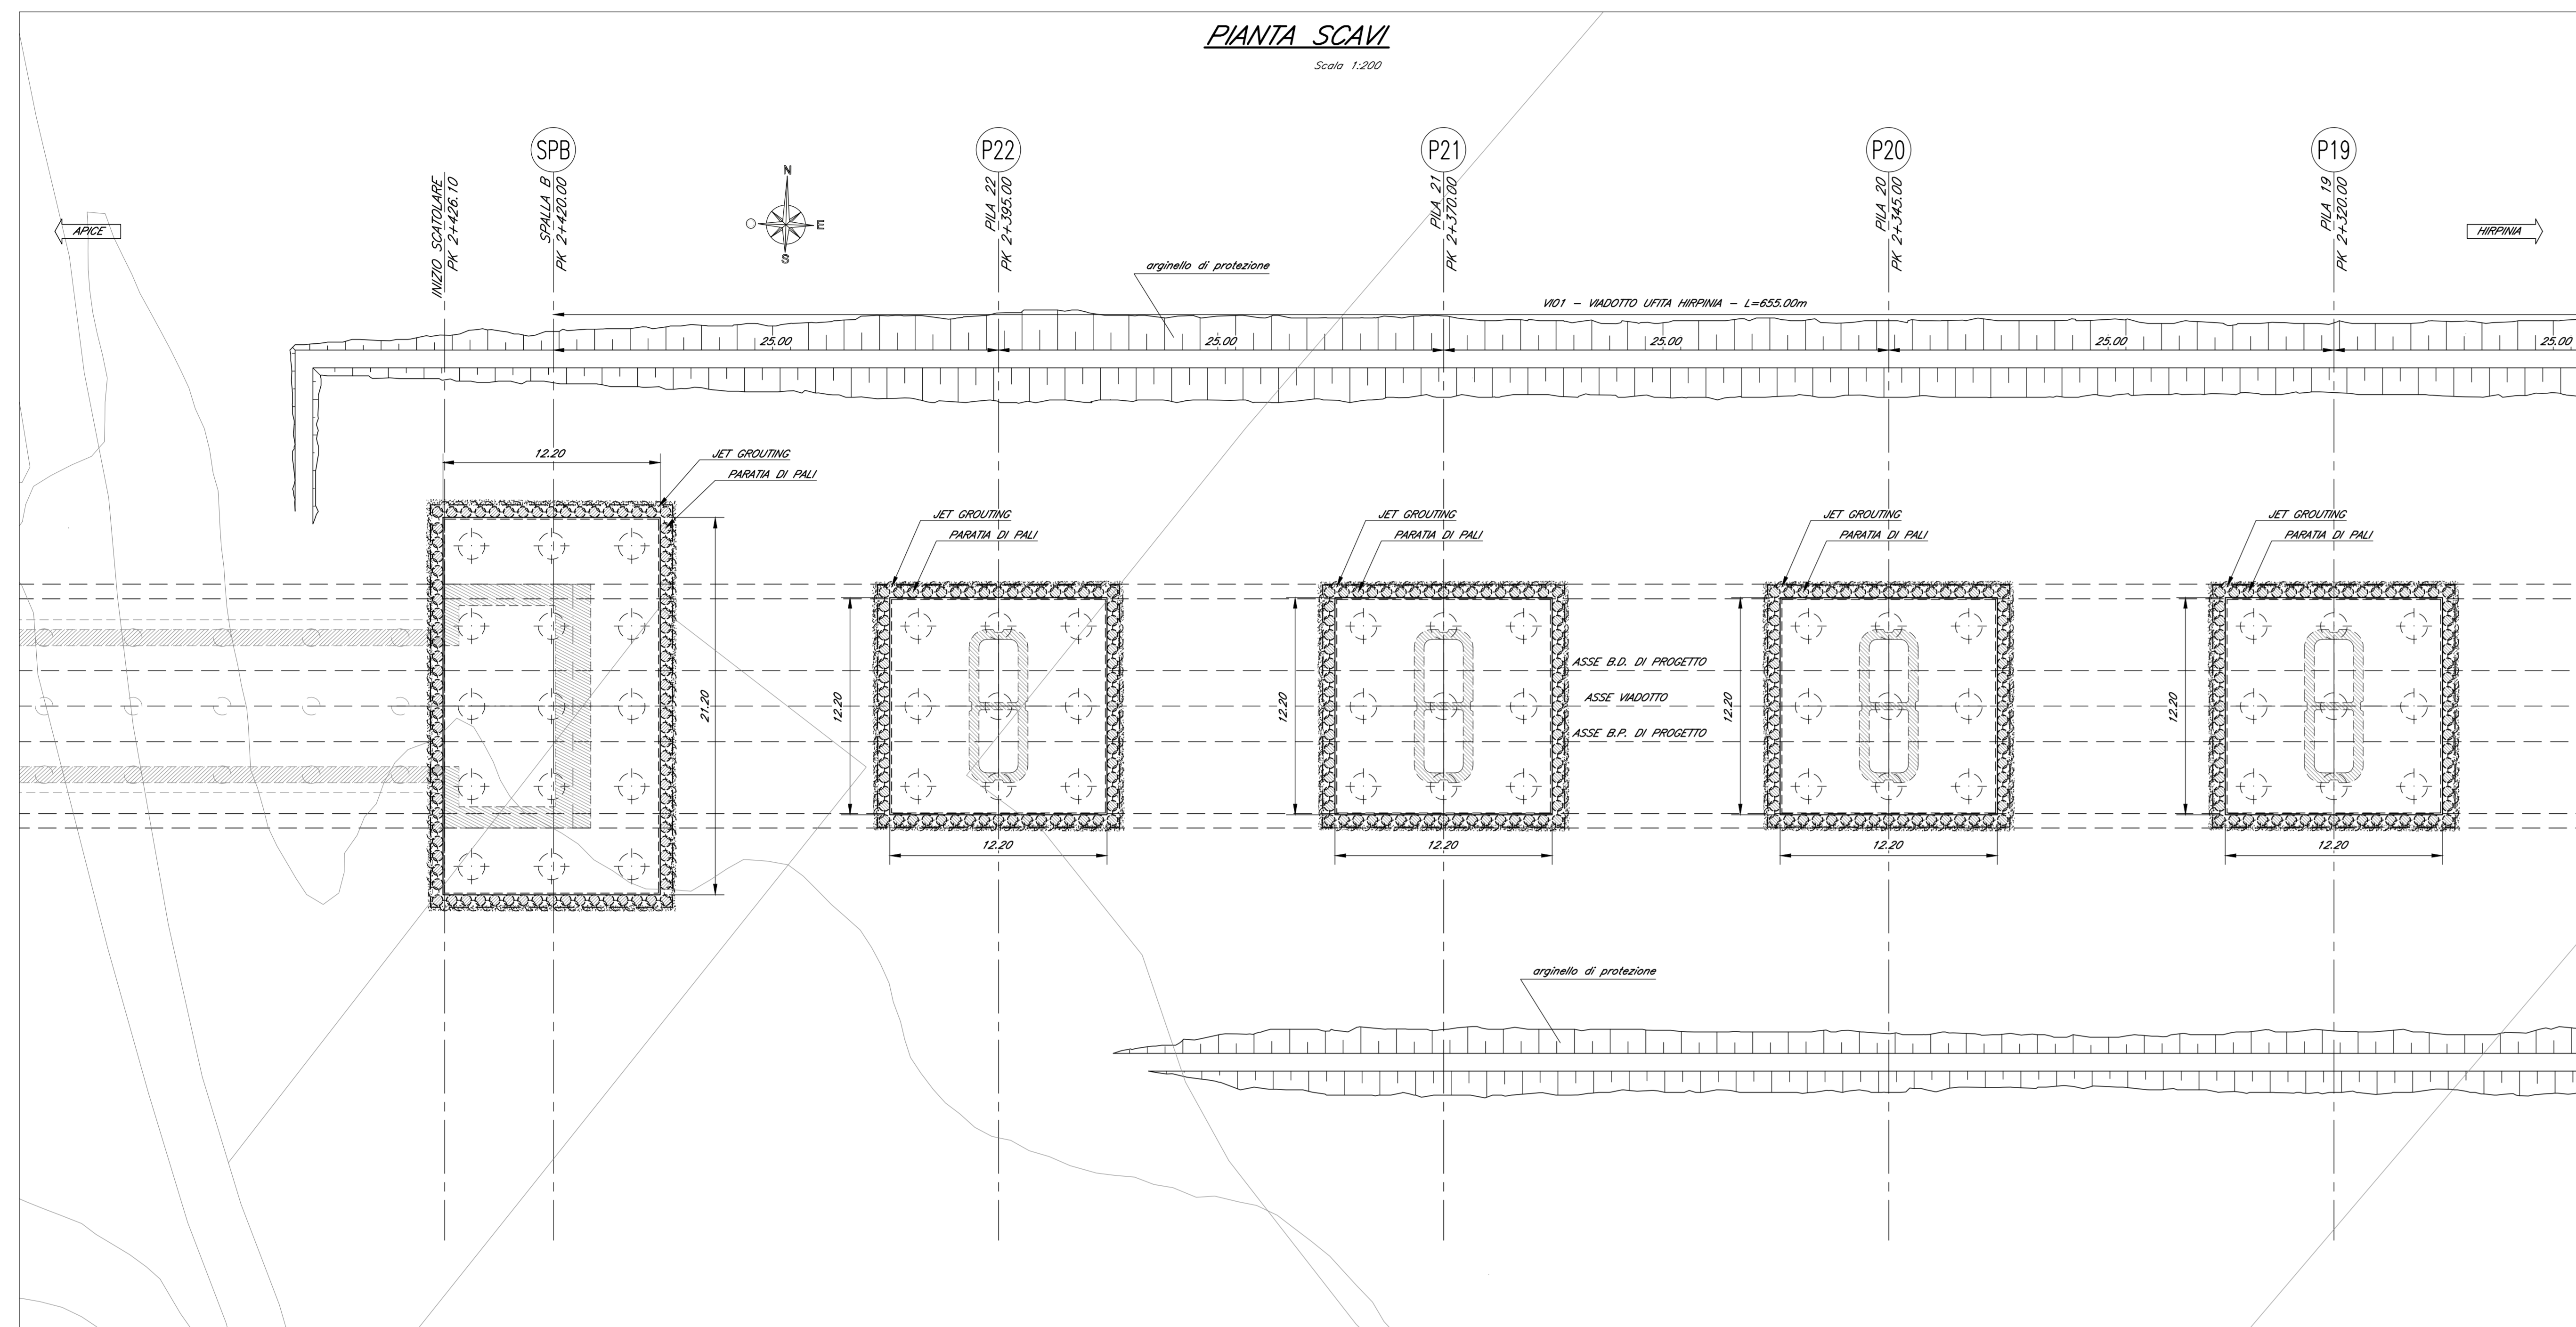 PIANTA SCAVI
Scala 1:200
SPB
P22
P21
P20
P19
INIZIO SCATOLARE
PK 2+426.10
SPALLA B
PK 2+420.00
PILA 22
PK 2+395.00
PILA 21
PK 2+370.00
PILA 20
PK 2+345.00
PILA 19
PK 2+320.00
N
O
E
S
APICE
HIRPINIA
arginello di protezione
VI01 - VIADOTTO UFITA HIRPINIA - L=655.00m
25.00
25.00
25.00
25.00
25.00
12.20
JET GROUTING
PARATIA DI PALI
21.20
JET GROUTING
PARATIA DI PALI
12.20
12.20
JET GROUTING
PARATIA DI PALI
12.20
12.20
ASSE B.D. DI PROGETTO
ASSE VIADOTTO
ASSE B.P. DI PROGETTO
JET GROUTING
PARATIA DI PALI
12.20
12.20
JET GROUTING
PARATIA DI PALI
12.20
12.20
arginello di protezione